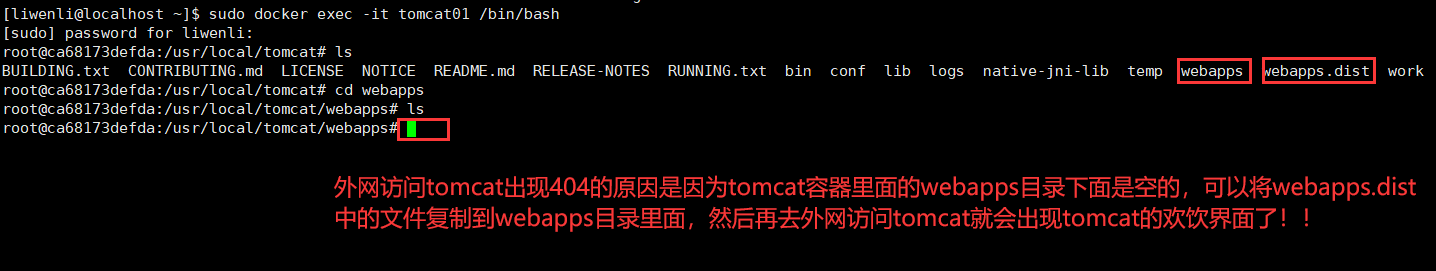 [liwenli@localhost ~]$ sudo docker exec -it tomcat01 /bin/bash
[sudo] password for liwenli:
root@ca68173defda:/usr/local/tomcat# ls
BUILDING.txt  CONTRIBUTING.md  LICENSE  NOTICE  README.md  RELEASE-NOTES  RUNNING.txt  bin  conf  lib  logs  native-jni-lib  temp  webapps  webapps.dist  work
root@ca68173defda:/usr/local/tomcat# cd webapps
root@ca68173defda:/usr/local/tomcat/webapps# ls
root@ca68173defda:/usr/local/tomcat/webapps#
外网访问tomcat出现404的原因是因为tomcat容器里面的webapps目录下面是空的，可以将webapps.dist
中的文件复制到webapps目录里面，然后再去外网访问tomcat就会出现tomcat的欢饮界面了！！